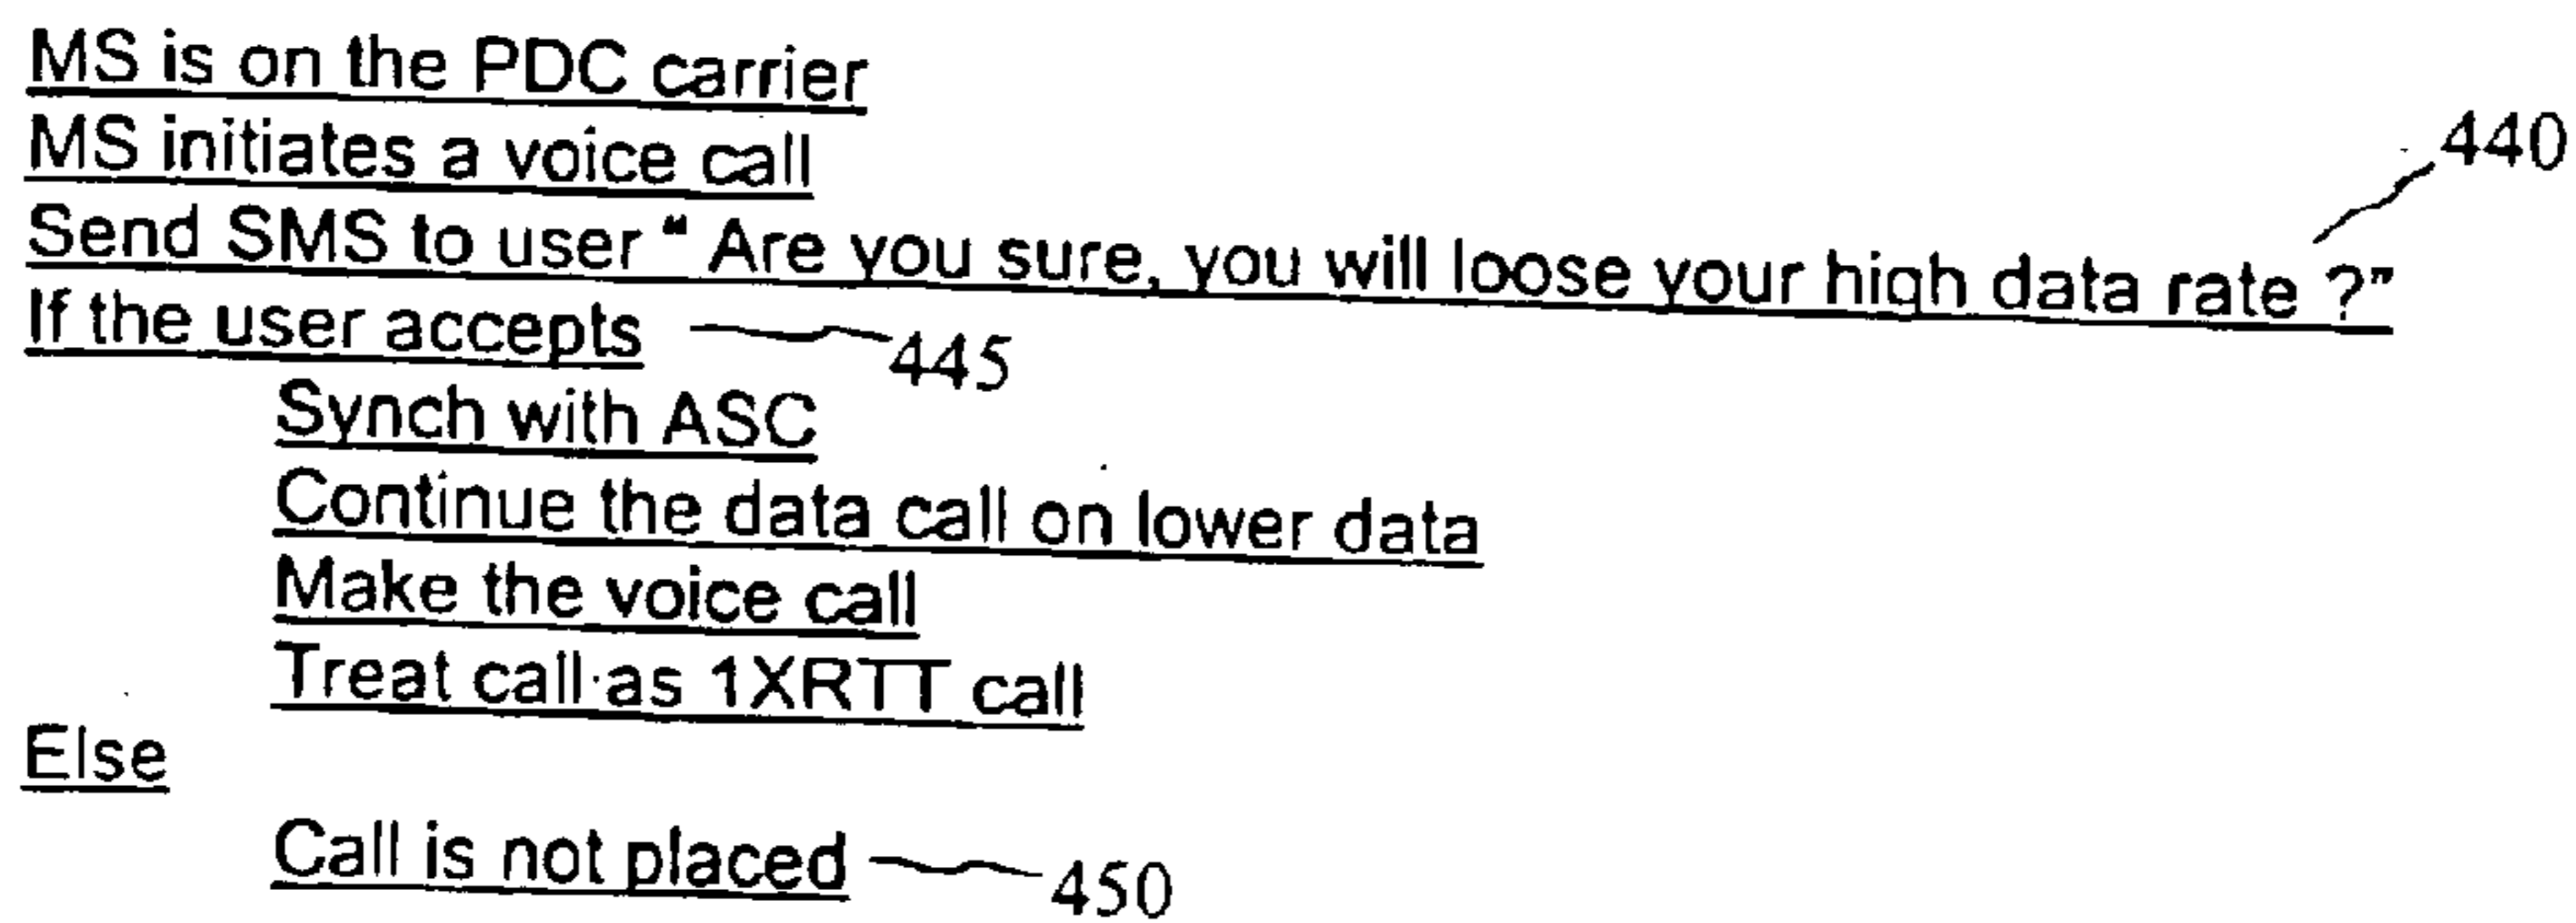 MS is on the PDC carrier
MS initiates a voice call
Send SMS to user “ Are you sure, you will loose your high data rate ?” 440
If the user accepts 445
Synch with ASC
Continue the data call on lower data
Make the voice call
Treat call as 1XRTT call
Else
Call is not placed 450